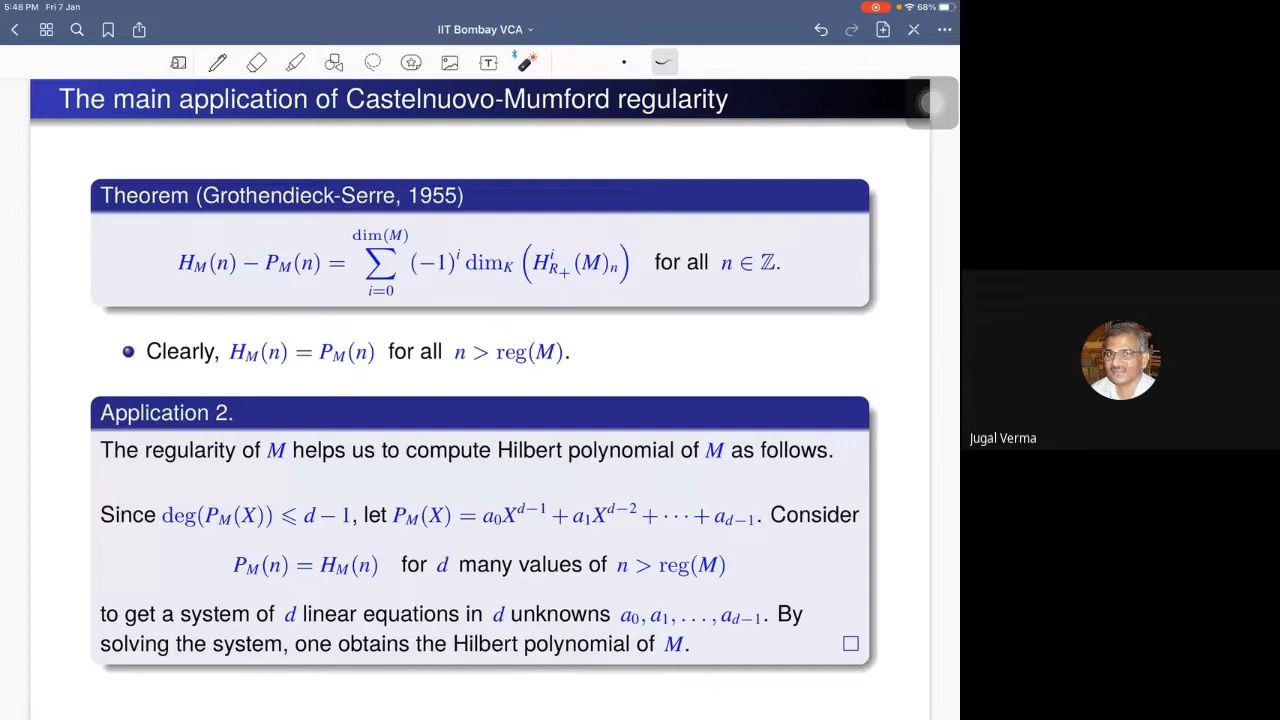 5:48 PM Fri 7 Jan
68%
IIT Bombay VCA
The main application of Castelnuovo-Mumford regularity
Theorem (Grothendieck-Serre, 1955)
H_M(n) − P_M(n) = ∑_{i=0}^{dim(M)} (−1)^i dim_K (H^i_{R_+}(M)_n) for all n ∈ ℤ.
Clearly, H_M(n) = P_M(n) for all n > reg(M).
Application 2.
The regularity of M helps us to compute Hilbert polynomial of M as follows.
Since deg(P_M(X)) ⩽ d − 1, let P_M(X) = a_0X^{d−1} + a_1X^{d−2} + ⋯ + a_{d−1}. Consider
P_M(n) = H_M(n) for d many values of n > reg(M)
to get a system of d linear equations in d unknowns a_0, a_1, . . . , a_{d−1}. By
solving the system, one obtains the Hilbert polynomial of M. □
Jugal Verma